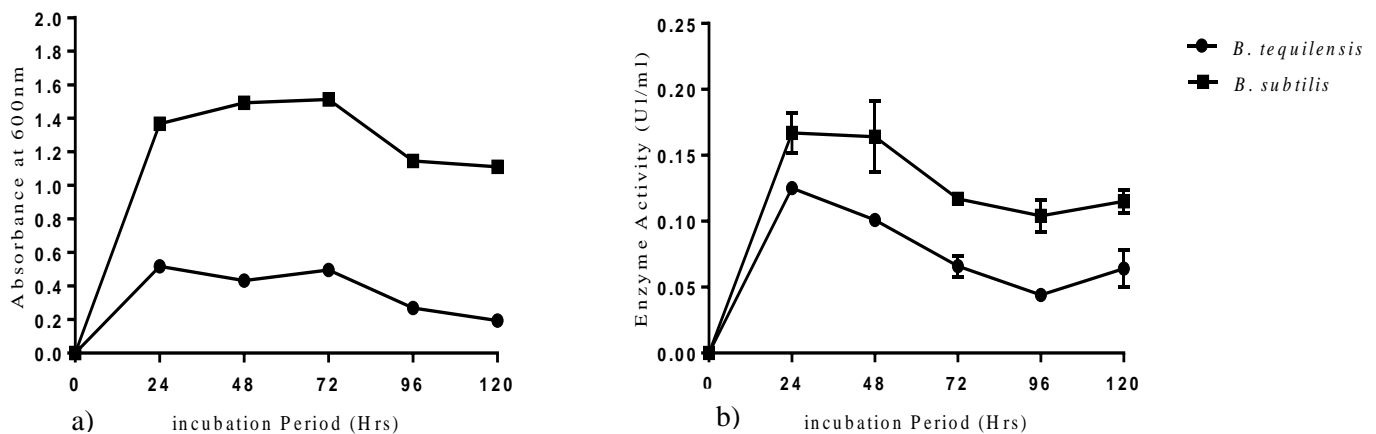 2.0
1.8
1.6
1.4
1.2
1.0
0.8
0.6
0.4
0.2
0.0
Absorbance at 600nm
0 24 48 72 96 120
a) incubation Period (Hrs)
0.25
0.20
0.15
0.10
0.05
0.00
Enzyme Activity (U1/ml)
0 24 48 72 96 120
b) incubation Period (Hrs)
B. tequilensis
B. subtilis